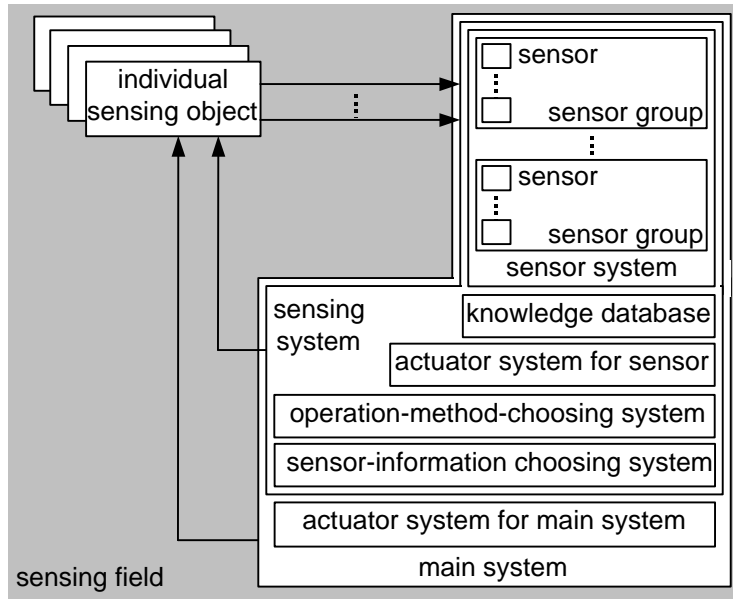 individual
sensing object
sensor
sensor group
sensor
sensor group
sensor system
sensing
system
knowledge database
actuator system for sensor
operation-method-choosing system
sensor-information choosing system
actuator system for main system
main system
sensing field